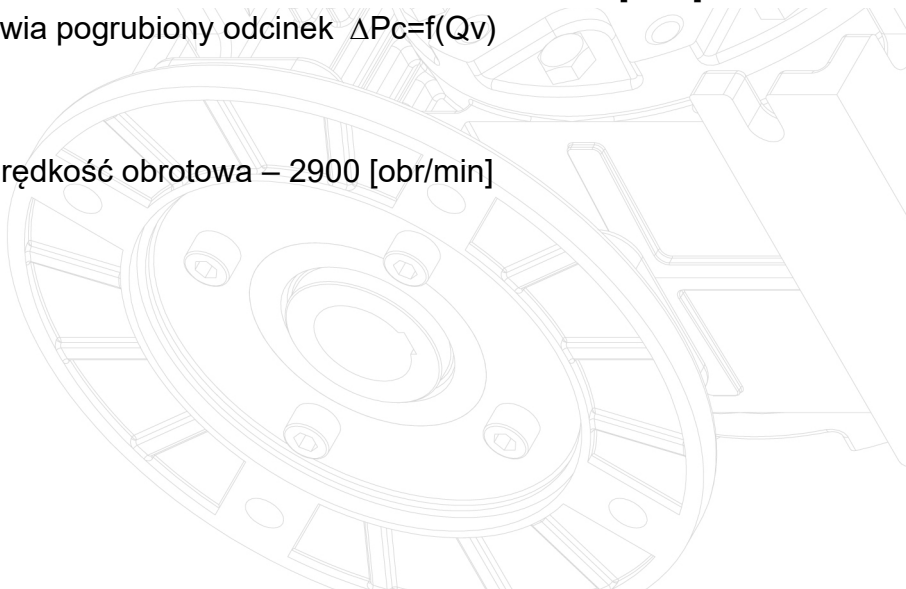 wia pogrubiony odcinek ∆Pc=f(Qv)
rędkość obrotowa – 2900 [obr/min]